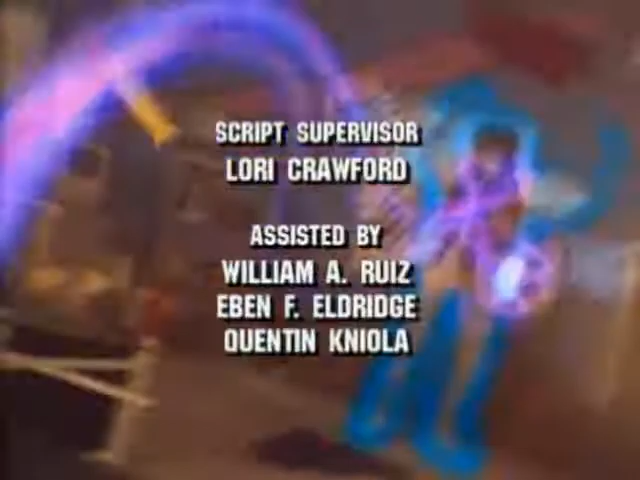 SCRIPT SUPERVISOR
LORI CRAWFORD
ASSISTED BY
WILLIAM A. RUIZ
EBEN F. ELDRIDGE
QUENTIN KNIOLA